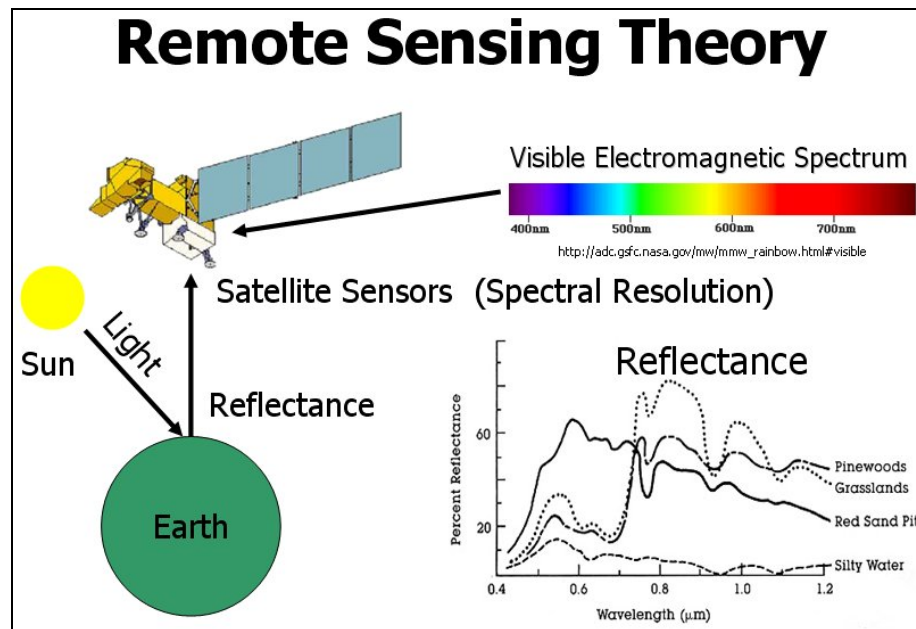 Remote Sensing Theory
Visible Electromagnetic Spectrum
400nm 500nm 600nm 700nm
http://adc.gsfc.nasa.gov/mw/mmw_rainbow.html#visible
Satellite Sensors (Spectral Resolution)
Sun
Light
Reflectance
Earth
Reflectance
Percent Reflectance
60
20
Pinewoods
Grasslands
Red Sand Pit
Silty Water
0.4 0.6 0.8 1.0 1.2
Wavelength (μm)